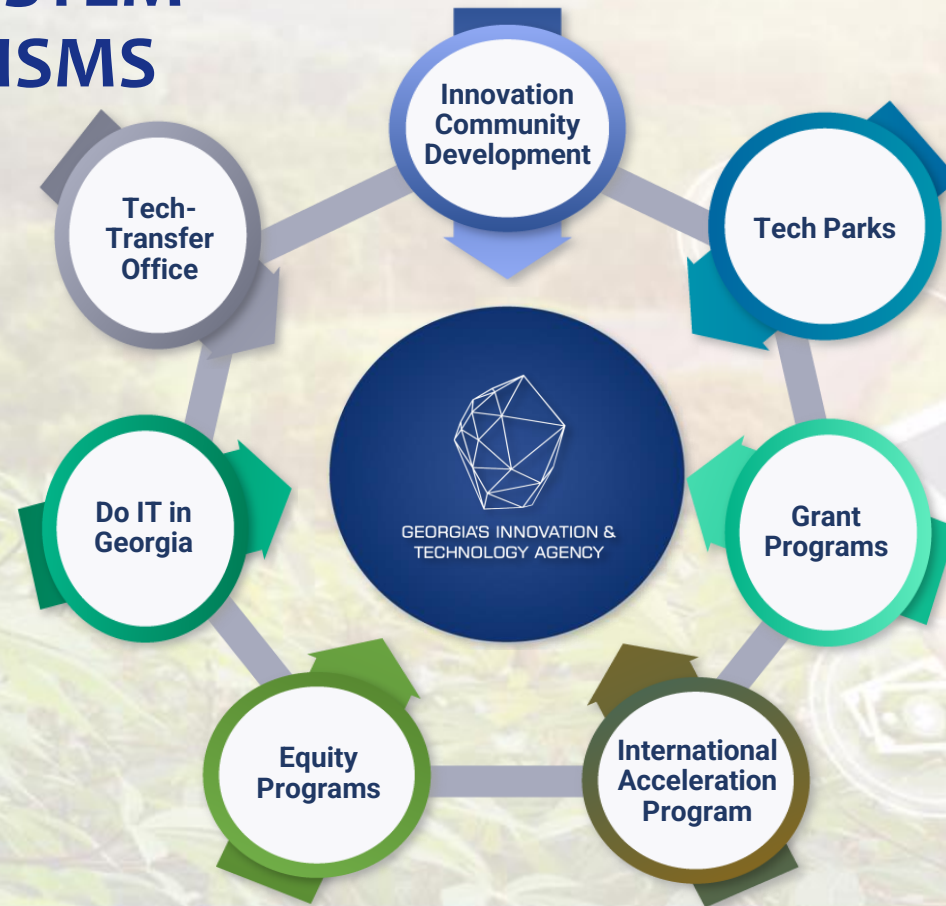 ISMS
Innovation
Community
Development
Tech Parks
Grant
Programs
International
Acceleration
Program
Equity
Programs
Do IT in
Georgia
Tech-
Transfer
Office
GEORGIA'S INNOVATION &
TECHNOLOGY AGENCY